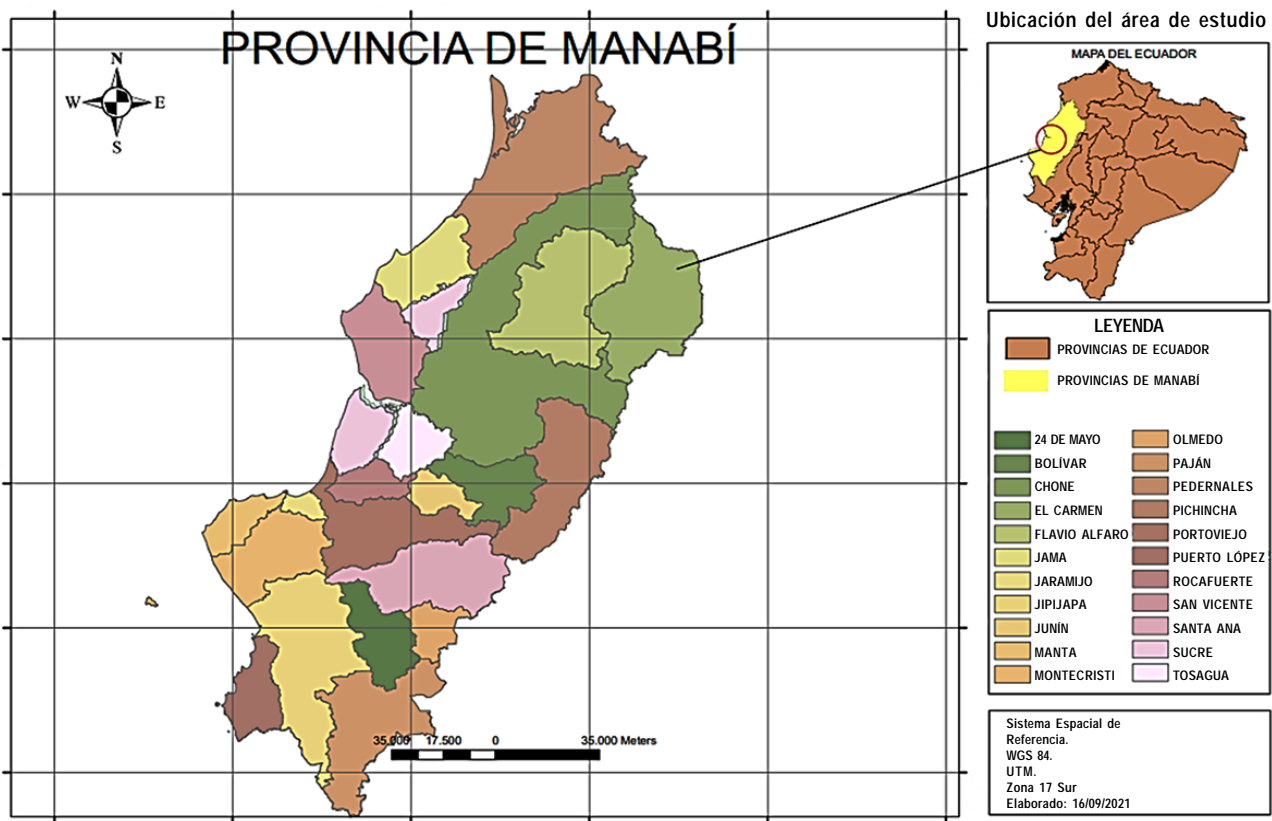 Ubicación del área de estudio
PROVINCIA DE MANABÍ
MAPA DEL ECUADOR
N
W
E
S
LEYENDA
PROVINCIAS DE ECUADOR
PROVINCIAS DE MANABÍ
24 DE MAYO
BOLÍVAR
CHONE
EL CARMEN
FLAVIO ALFARO
JAMA
JARAMIJO
JIPIJAPA
JUNÍN
MANTA
MONTECRISTI
OLMEDO
PAJÁN
PEDERNALES
PICHINCHA
PORTOVIEJO
PUERTO LÓPEZ
ROCAFUERTE
SAN VICENTE
SANTA ANA
SUCRE
TOSAGUA
35.000 17.500 0 35.000 Meters
Sistema Espacial de
Referencia.
WGS 84.
UTM.
Zona 17 Sur
Elaborado: 16/09/2021